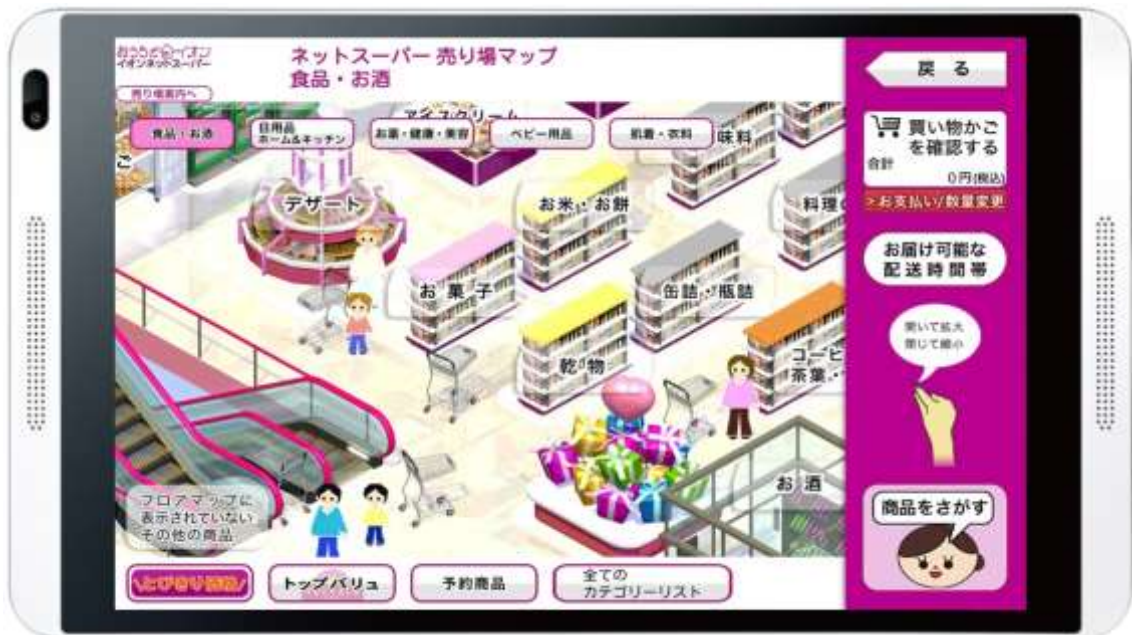 おうちでイオン
イオンネットスーパー
ネットスーパー 売り場マップ
食品・お酒
売り場案内へ
食品・お酒
日用品
ホーム&キッチン
お薬・健康・美容
ベビー用品
肌着・衣料
アイスクリーム
味料
ご
デザート
お米・お餅
料理の
お菓子
缶詰・瓶詰
乾物
コーヒ
茶葉・
お酒
フロアマップに
表示されていない
その他の商品
トップバリュ
予約商品
全ての
カテゴリーリスト
戻る
買い物かご
を確認する
合計
0円(税込)
>お支払い/数量変更
お届け可能な
配送時間帯
開いて拡大
閉じて縮小
商品をさがす